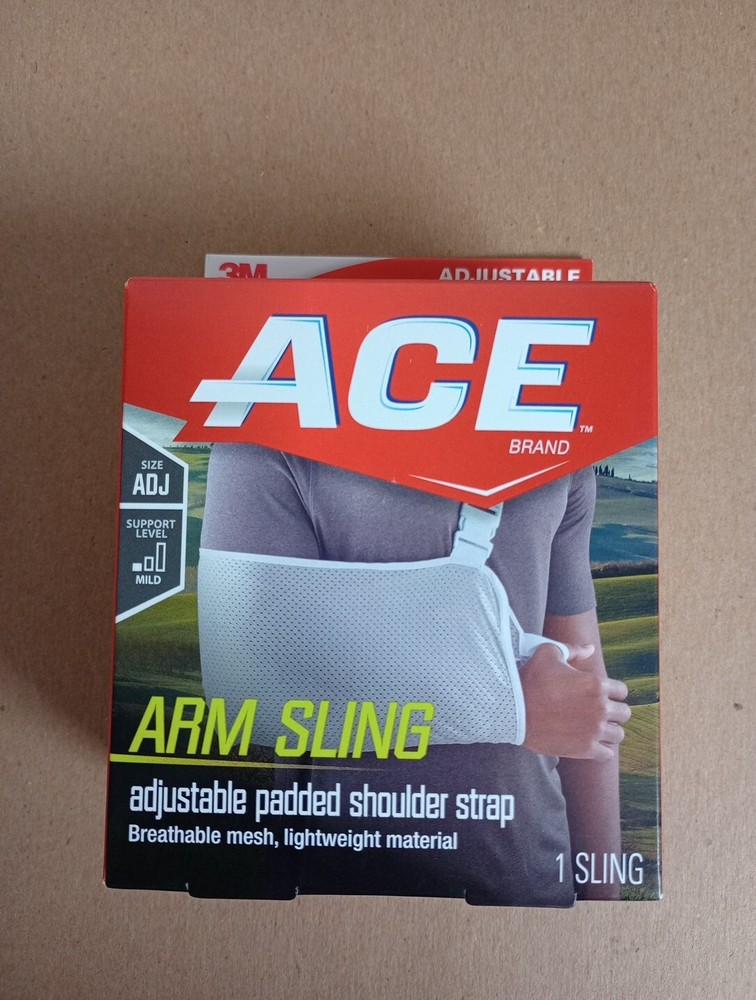 3M
ADJUSTABLE
ACE™
BRAND
SIZE
ADJ
SUPPORT
LEVEL
MILD
ARM SLING
adjustable padded shoulder strap
Breathable mesh, lightweight material
1 SLING